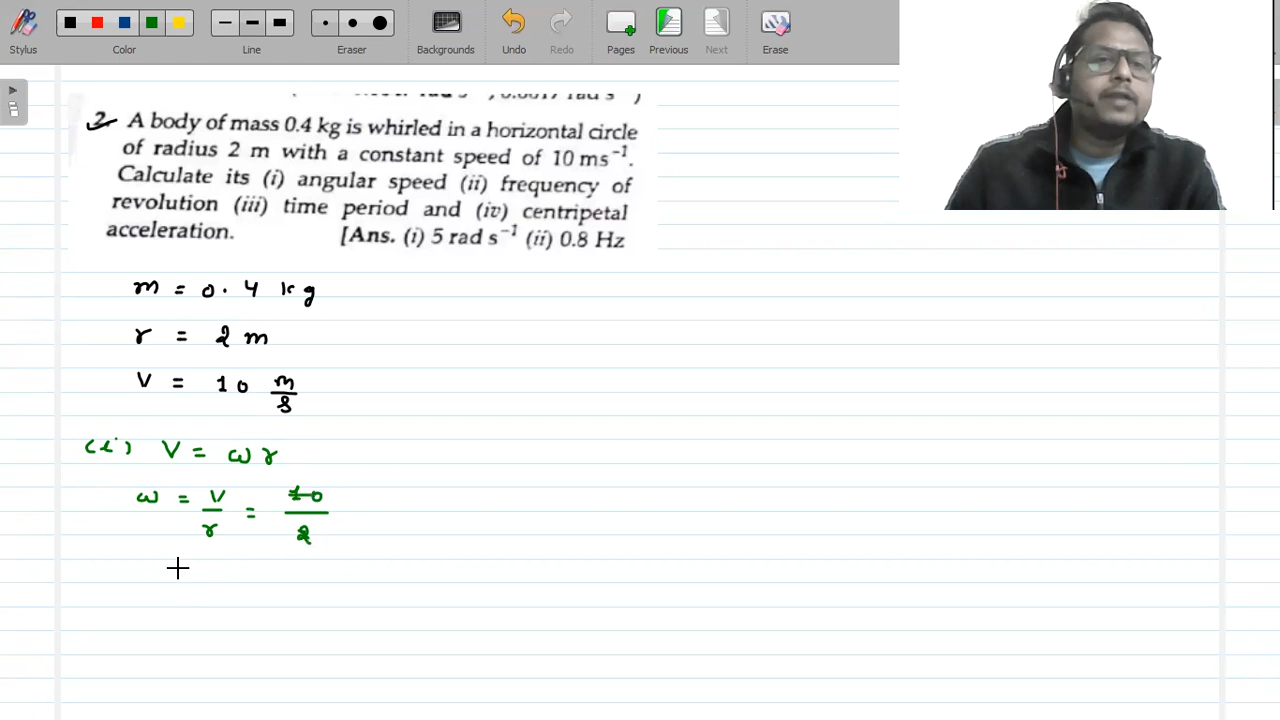 Stylus Color Line Eraser Backgrounds Undo Redo Pages Previous Next Erase
2. A body of mass 0.4 kg is whirled in a horizontal circle
of radius 2 m with a constant speed of 10 ms⁻¹.
Calculate its (i) angular speed (ii) frequency of
revolution (iii) time period and (iv) centripetal
acceleration. [Ans. (i) 5 rad s⁻¹ (ii) 0.8 Hz
m = 0.4 kg
r = 2 m
v = 10 m/s
(i) v = ωr
ω = v/r = 10/2